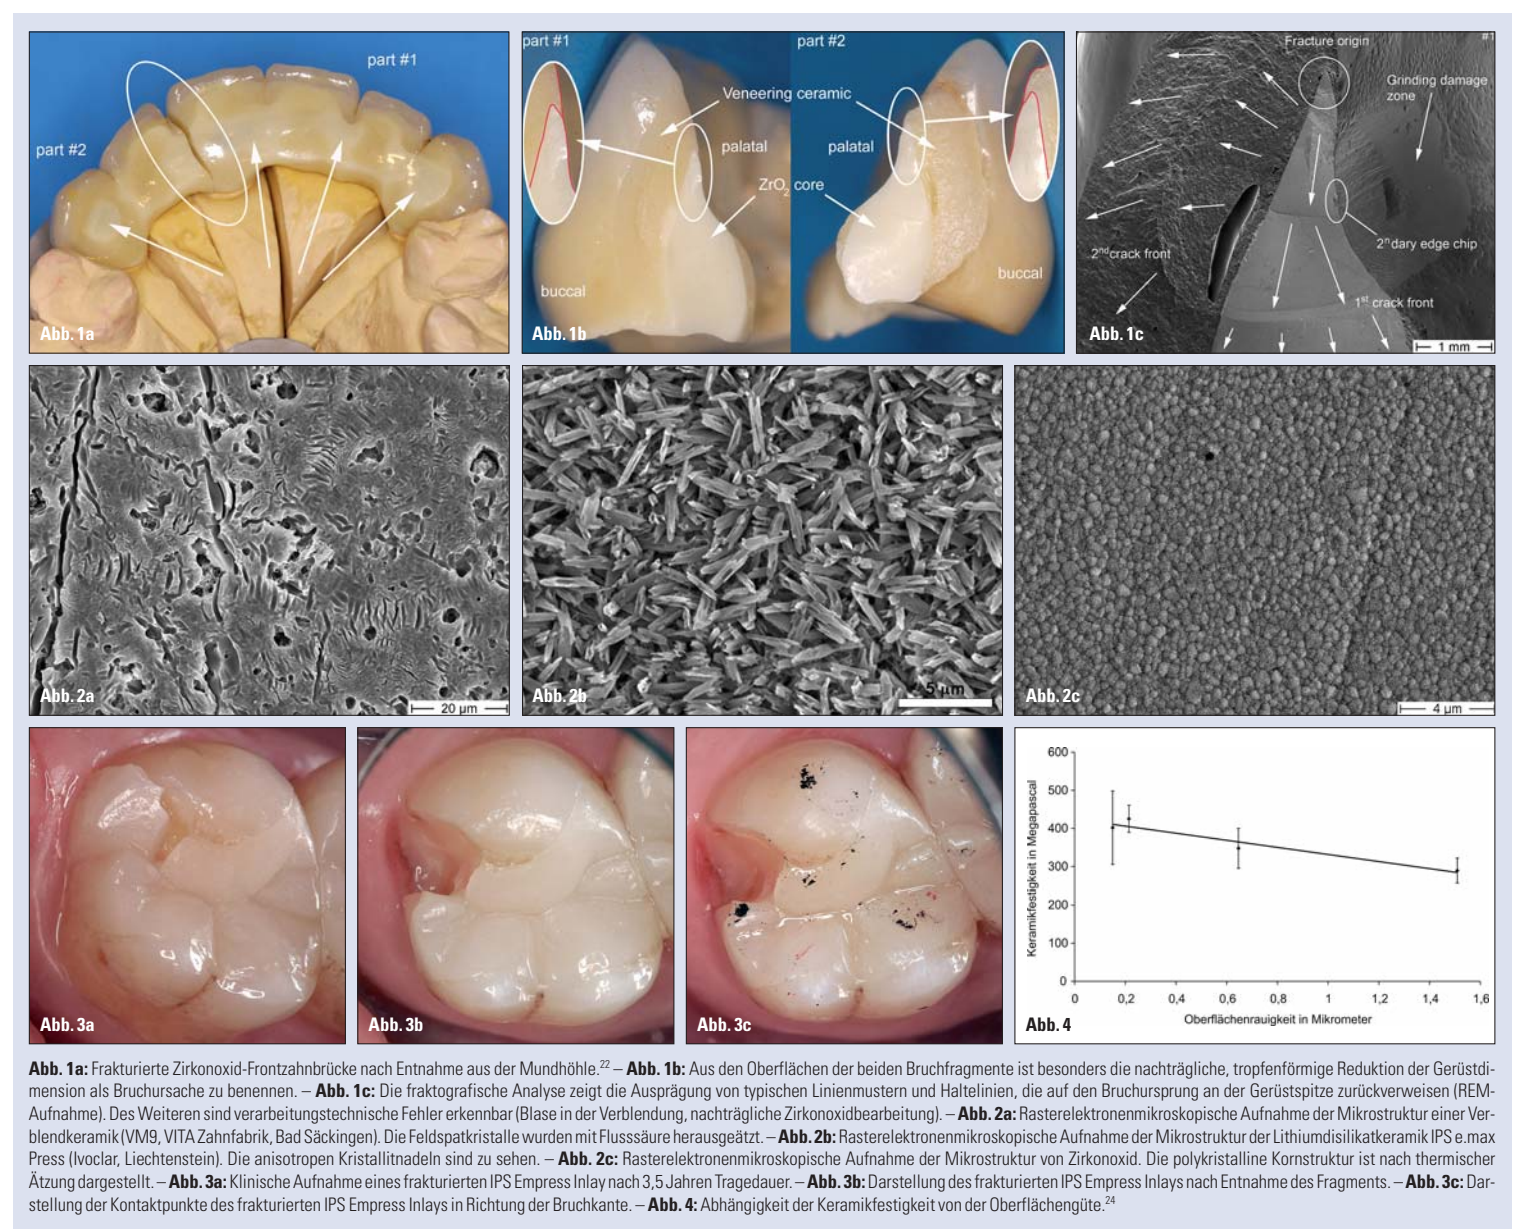 part #1
part #2
Abb. 1a
part #1
part #2
Veneering ceramic
palatal
palatal
ZrO2 core
buccal
buccal
Abb. 1b
Fracture origin
#1
Grinding damage
zone
2ndary edge chip
2nd crack front
1st crack front
Abb. 1c
1 mm
Abb. 2a
20 µm
Abb. 2b
5 µm
Abb. 2c
4 µm
Abb. 3a
Abb. 3b
Abb. 3c
Keramikfestigkeit in Megapascal
600
500
400
300
200
100
0
0 0,2 0,4 0,6 0,8 1 1,2 1,4 1,6
Oberflächenrauigkeit in Mikrometer
Abb. 4
Abb. 1a: Frakturierte Zirkonoxid-Frontzahnbrücke nach Entnahme aus der Mundhöhle.22 – Abb. 1b: Aus den Oberflächen der beiden Bruchfragmente ist besonders die nachträgliche, tropfenförmige Reduktion der Gerüstdi-
mension als Bruchursache zu benennen. – Abb. 1c: Die fraktografische Analyse zeigt die Ausprägung von typischen Linienmustern und Haltelinien, die auf den Bruchursprung an der Gerüstspitze zurückverweisen (REM-
Aufnahme). Des Weiteren sind verarbeitungstechnische Fehler erkennbar (Blase in der Verblendung, nachträgliche Zirkonoxidbearbeitung). – Abb. 2a: Rasterelektronenmikroskopische Aufnahme der Mikrostruktur einer Ver-
blendkeramik (VM9, VITA Zahnfabrik, Bad Säckingen). Die Feldspatkristalle wurden mit Flusssäure herausgeätzt. – Abb. 2b: Rasterelektronenmikroskopische Aufnahme der Mikrostruktur der Lithiumdisilikatkeramik IPS e.max
Press (Ivoclar, Liechtenstein). Die anisotropen Kristallitnadeln sind zu sehen. – Abb. 2c: Rasterelektronenmikroskopische Aufnahme der Mikrostruktur von Zirkonoxid. Die polykristalline Kornstruktur ist nach thermischer
Ätzung dargestellt. – Abb. 3a: Klinische Aufnahme eines frakturierten IPS Empress Inlay nach 3,5 Jahren Tragedauer. – Abb. 3b: Darstellung des frakturierten IPS Empress Inlays nach Entnahme des Fragments. – Abb. 3c: Dar-
stellung der Kontaktpunkte des frakturierten IPS Empress Inlays in Richtung der Bruchkante. – Abb. 4: Abhängigkeit der Keramikfestigkeit von der Oberflächengüte.24